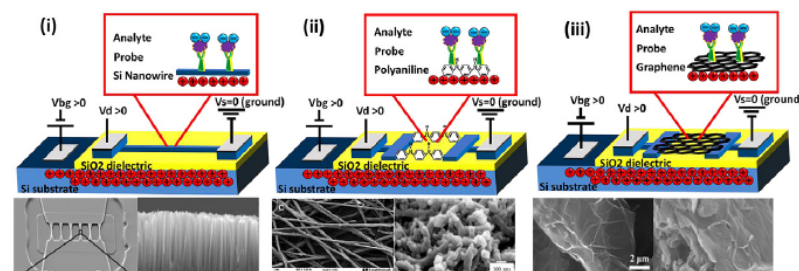 (i)
Analyte
Probe
Si Nanowire
Vbg >0
Vd >0
Vs=0 (ground)
SiO2 dielectric
Si substrate
(ii)
Analyte
Probe
Polyaniline
Vbg >0
Vd >0
Vs=0 (ground)
SiO2 dielectric
Si substrate
C
(iii)
Analyte
Probe
Graphene
Vbg >0
Vd >0
Vs=0 (ground)
SiO2 dielectric
Si substrate
2 μm